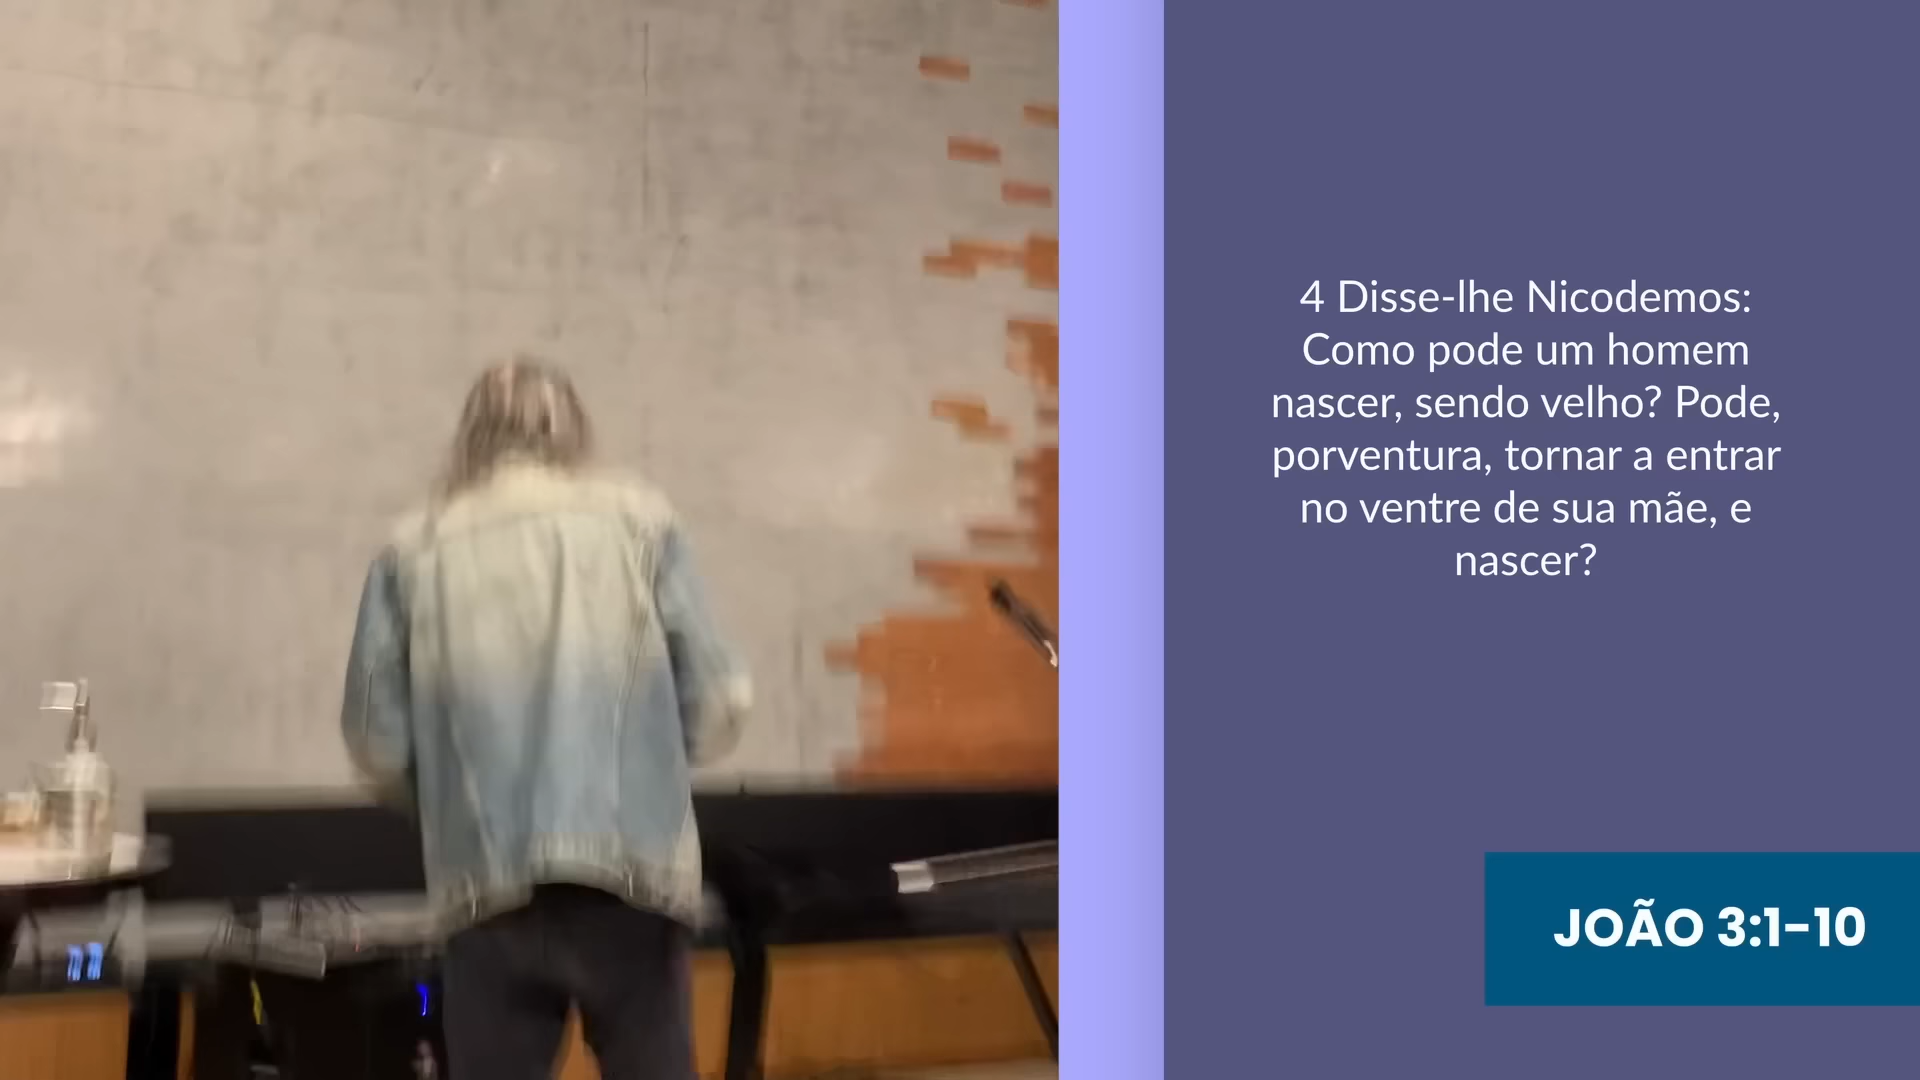 4 Disse-lhe Nicodemos:
Como pode um homem
nascer, sendo velho? Pode,
porventura, tornar a entrar
no ventre de sua mãe, e
nascer?
JOÃO 3:1-10